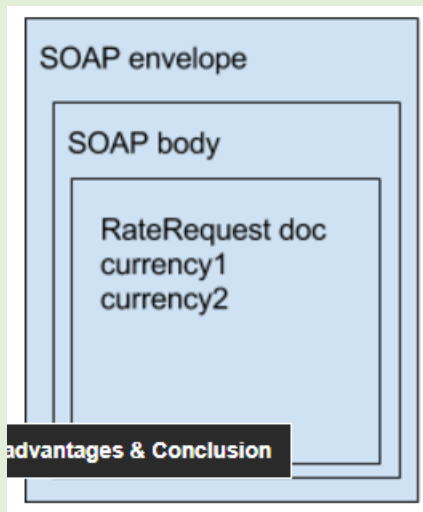 SOAP envelope
SOAP body
RateRequest doc
currency1
currency2
advantages & Conclusion